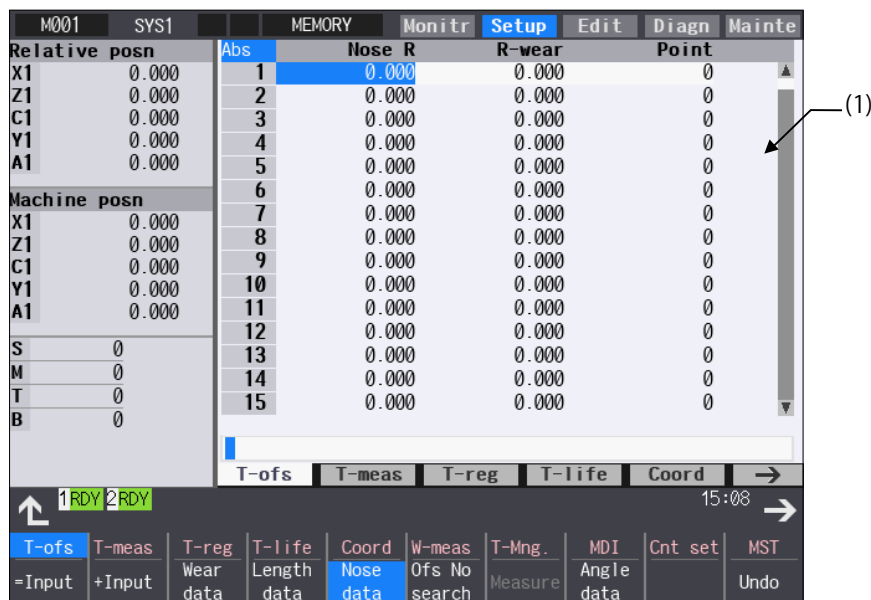 M001 SYS1 MEMORY Monitr Setup Edit Diagn Mainte
Relative posn
X1 0.000
Z1 0.000
C1 0.000
Y1 0.000
A1 0.000
Machine posn
X1 0.000
Z1 0.000
C1 0.000
Y1 0.000
A1 0.000
S 0
M 0
T 0
B 0
Abs Nose R R-wear Point
1 0.000 0.000 0
2 0.000 0.000 0
3 0.000 0.000 0
4 0.000 0.000 0
5 0.000 0.000 0
6 0.000 0.000 0
7 0.000 0.000 0
8 0.000 0.000 0
9 0.000 0.000 0
10 0.000 0.000 0
11 0.000 0.000 0
12 0.000 0.000 0
13 0.000 0.000 0
14 0.000 0.000 0
15 0.000 0.000 0
(1)
T-ofs T-meas T-reg T-life Coord →
1RDY 2RDY 15:08
T-ofs T-meas T-reg T-life Coord W-meas T-Mng. MDI Cnt set MST
=Input +Input Wear data Length data Nose data Ofs No search Measure Angle data Undo